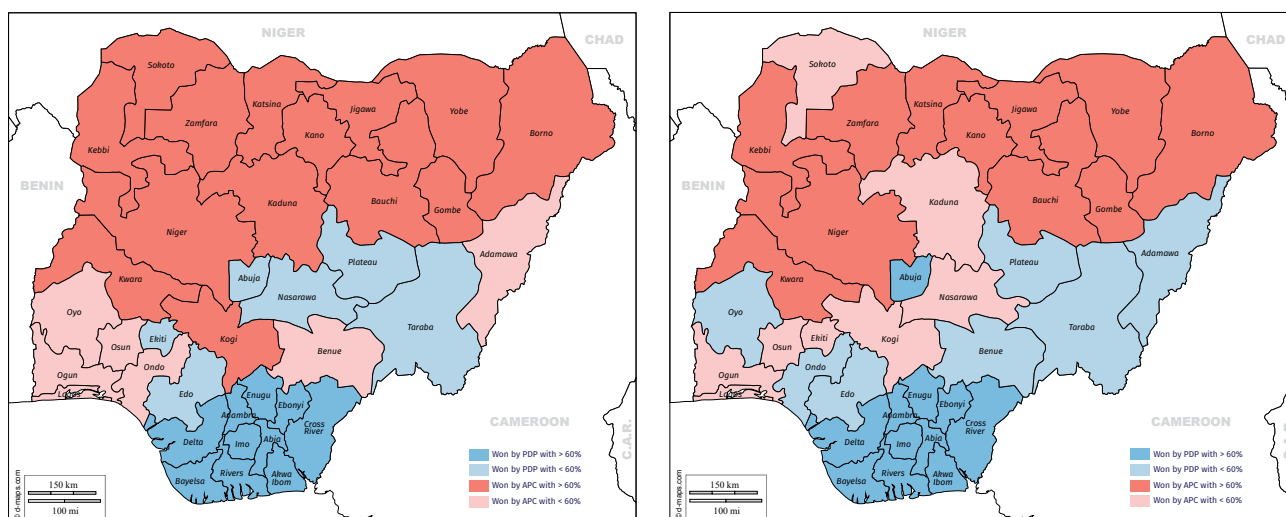 NIGER
CHAD
Sokoto
Katsina
Jigawa
Yobe
Zamfara
Kano
Borno
Kebbi
BENIN
Kaduna
Bauchi
Gombe
Niger
Adamawa
Plateau
Abuja
Kwara
Nasarawa
Oyo
Taraba
Ekiti
Kogi
Osun
Benue
Ondo
Ogun
Lagos
Edo
Enugu
Ebonyi
Anambra
Cross
River
CAMEROON
C.A.R.
Delta
Imo
Abia
Rivers
Akwa
Ibom
Bayelsa
Won by PDP with > 60%
Won by PDP with < 60%
Won by APC with > 60%
Won by APC with < 60%
150 km
100 mi
© d-maps.com
NIGER
CHAD
Sokoto
Katsina
Jigawa
Yobe
Zamfara
Kano
Borno
Kebbi
BENIN
Kaduna
Bauchi
Gombe
Niger
Adamawa
Plateau
Abuja
Kwara
Nasarawa
Oyo
Taraba
Ekiti
Kogi
Osun
Benue
Ondo
Ogun
Lagos
Edo
Enugu
Ebonyi
Anambra
Cross
River
CAMEROON
Delta
Imo
Abia
Rivers
Akwa
Ibom
Bayelsa
Won by PDP with > 60%
Won by PDP with < 60%
Won by APC with > 60%
Won by APC with < 60%
150 km
100 mi
© d-maps.com